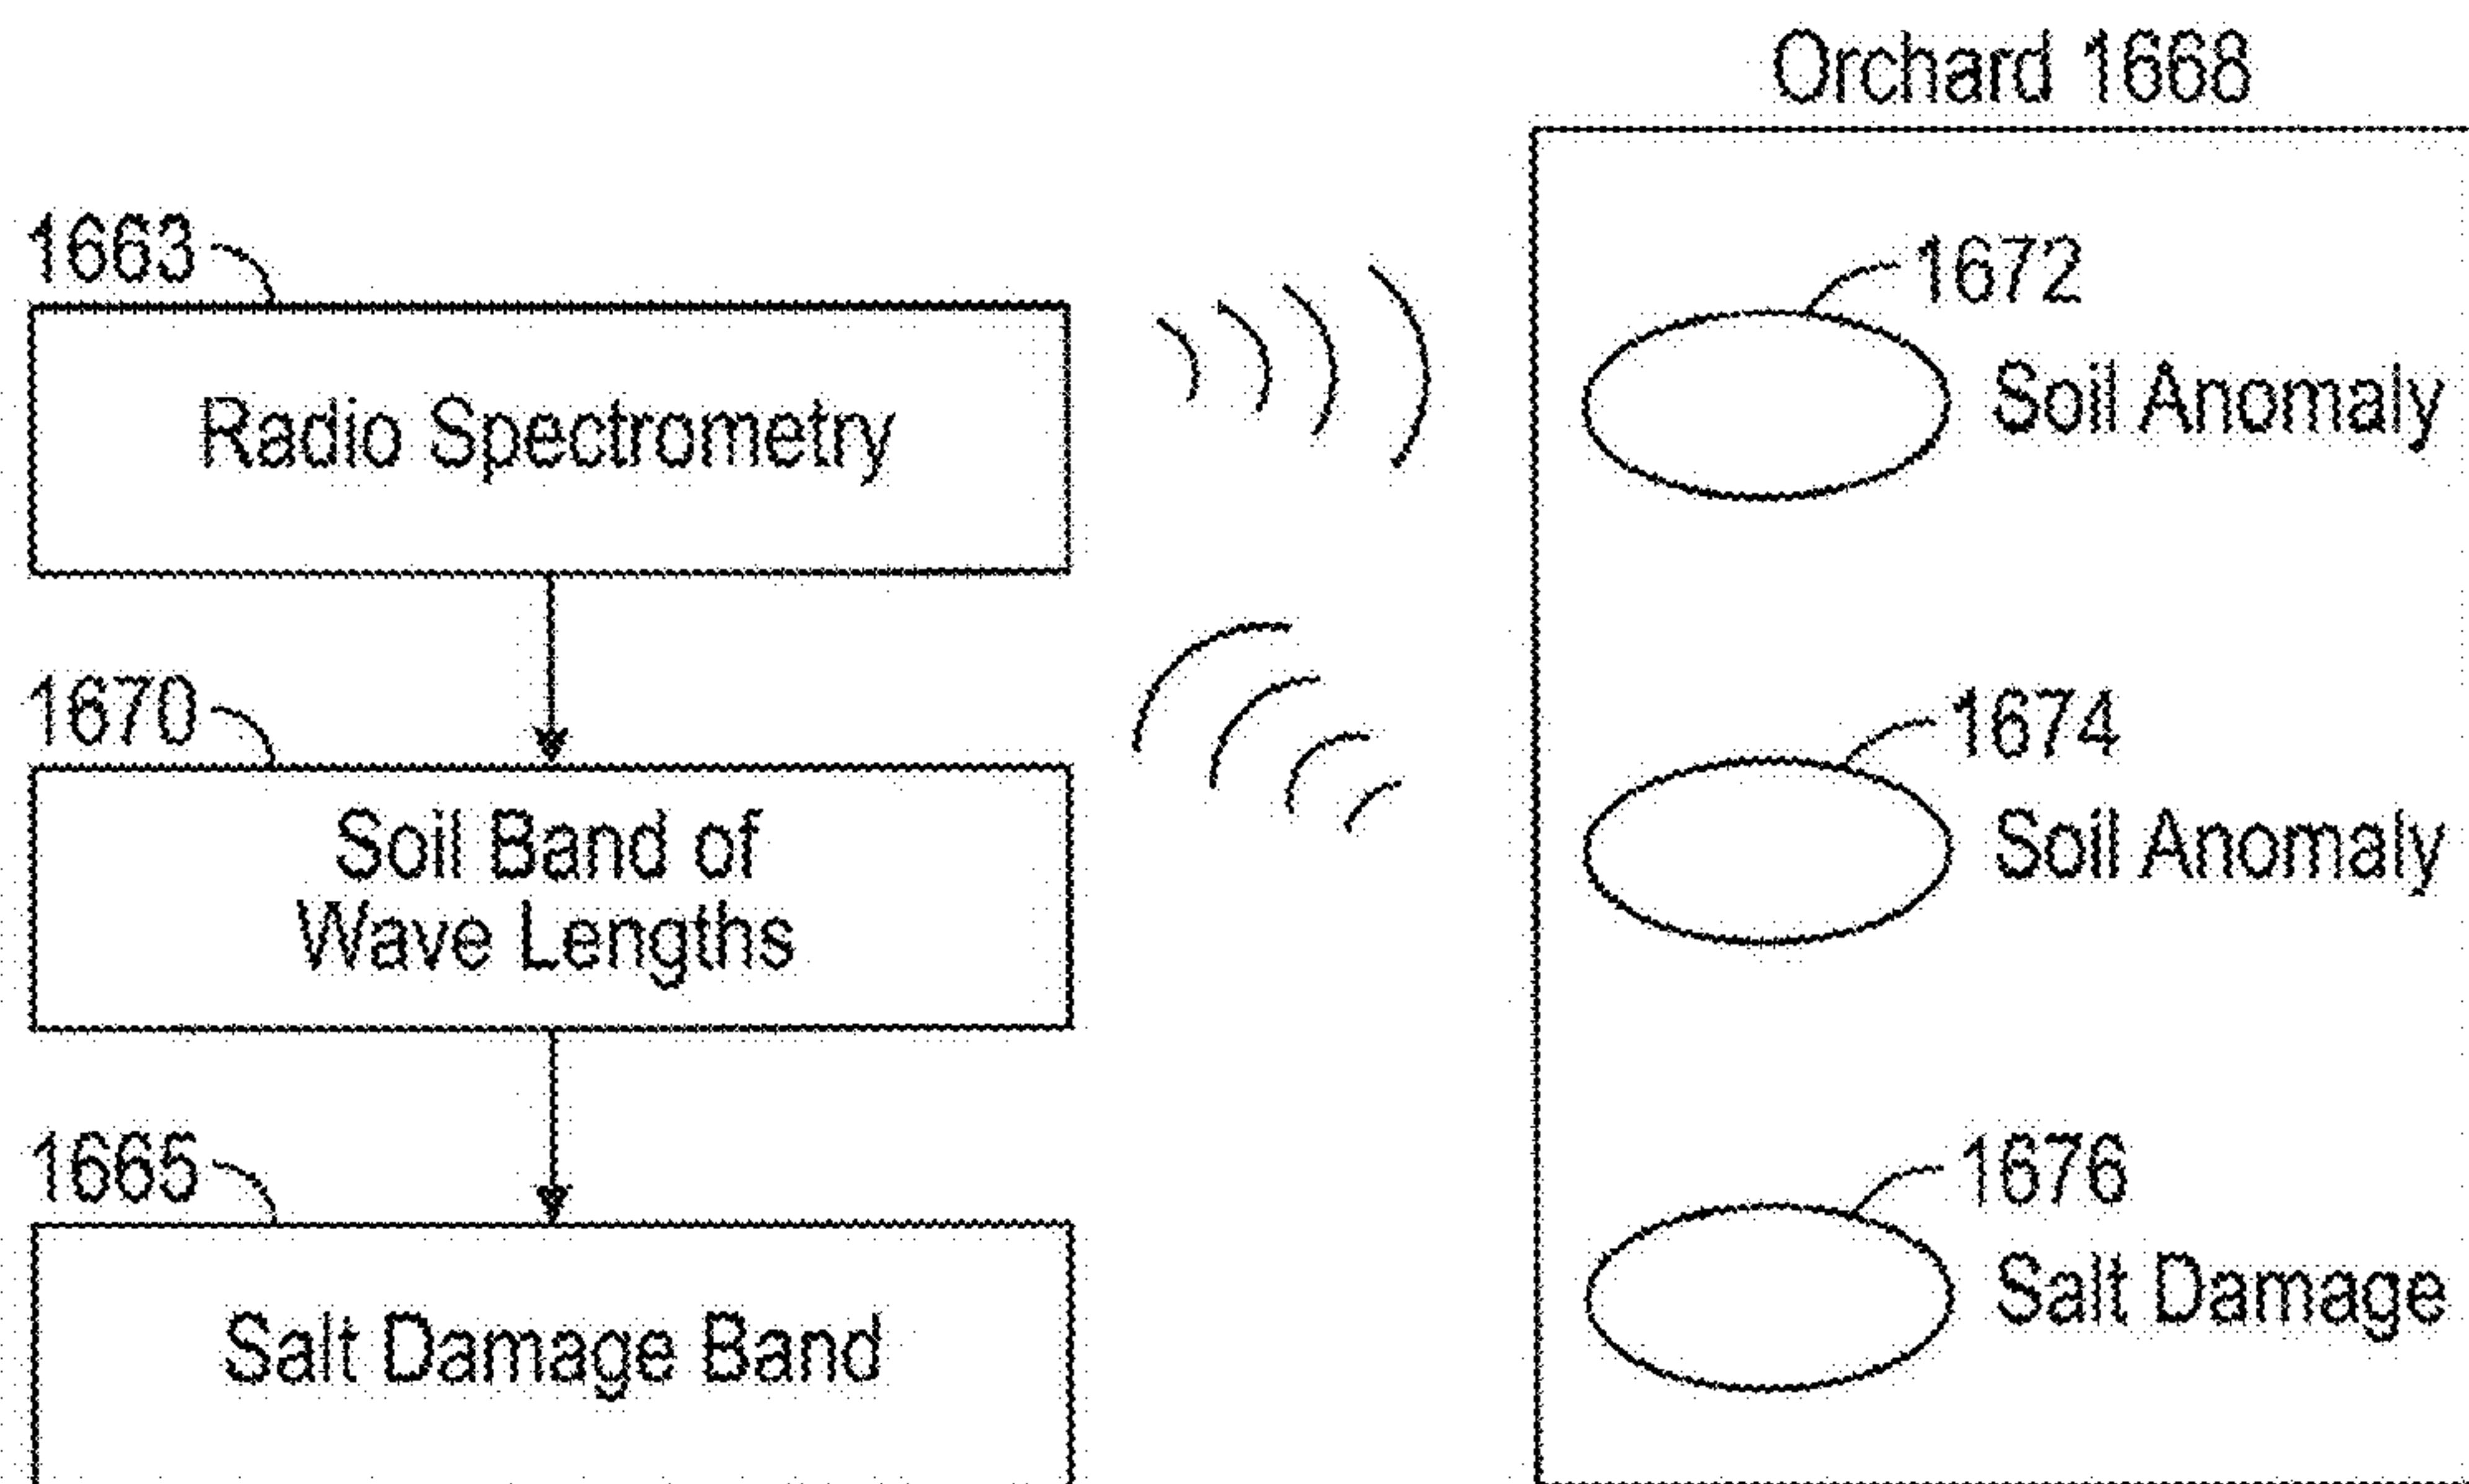 Orchard 1668
1663
Radio Spectrometry
1672
Soil Anomaly
1670
Soil Band of
Wave Lengths
1674
Soil Anomaly
1665
Salt Damage Band
1676
Salt Damage